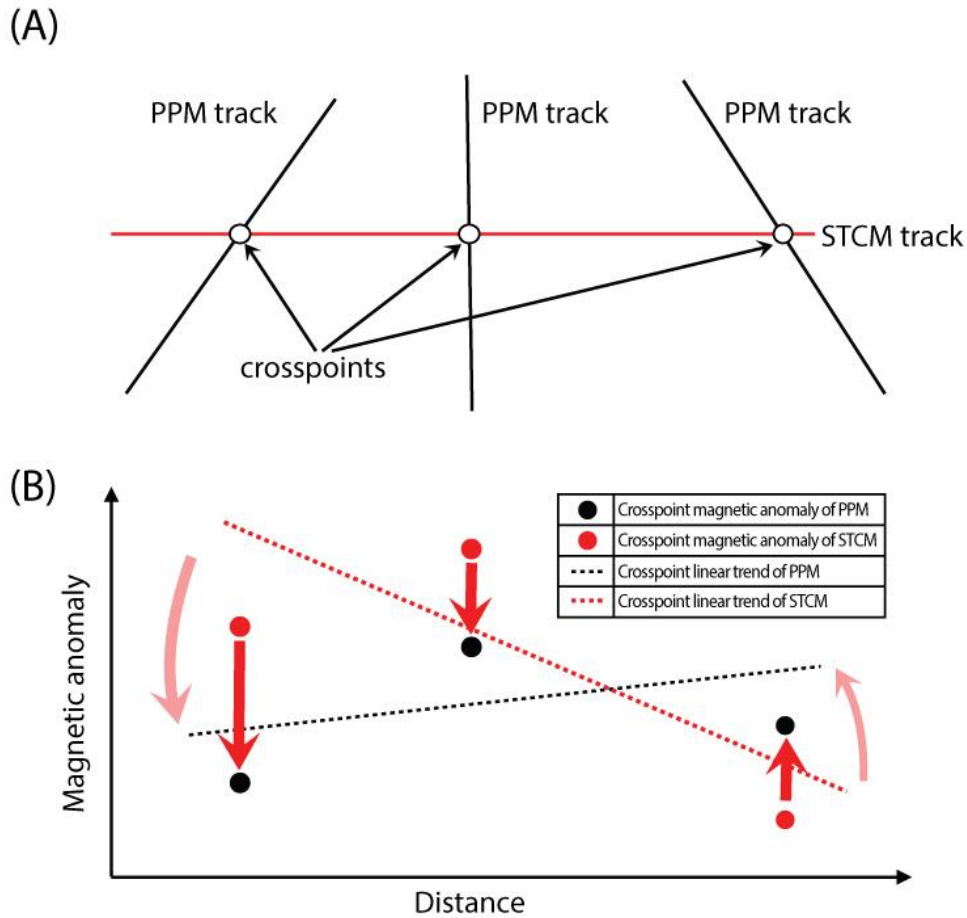 (A)
PPM track
PPM track
PPM track
STCM track
crosspoints
(B)
Crosspoint magnetic anomaly of PPM
Crosspoint magnetic anomaly of STCM
Crosspoint linear trend of PPM
Crosspoint linear trend of STCM
Magnetic anomaly
Distance